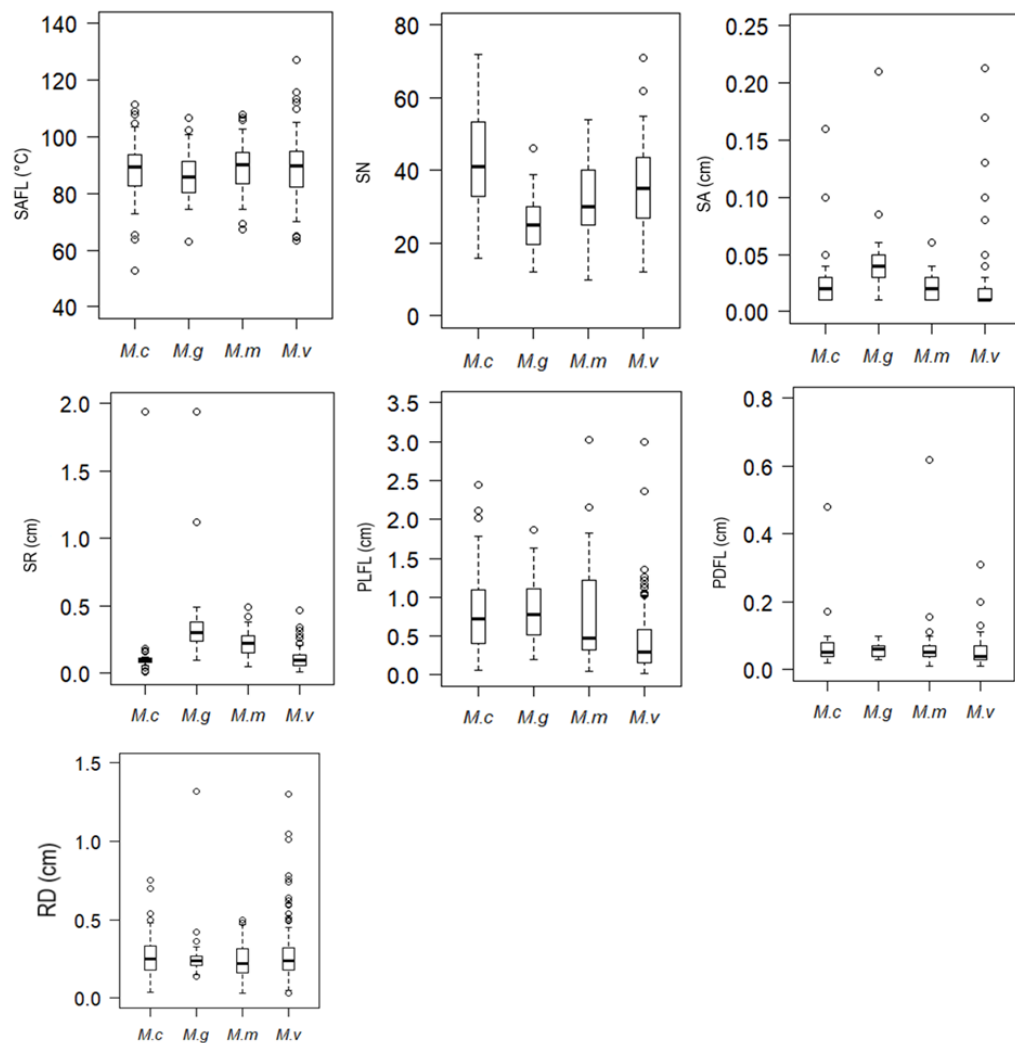 SAFL (°C)
140
120
100
80
60
40
M.c M.g M.m M.v
SN
80
60
40
20
0
M.c M.g M.m M.v
SA (cm)
0.25
0.20
0.15
0.10
0.05
0.00
M.c M.g M.m M.v
SR (cm)
2.0
1.5
1.0
0.5
0.0
M.c M.g M.m M.v
PLFL (cm)
3.5
3.0
2.5
2.0
1.5
1.0
0.5
0.0
M.c M.g M.m M.v
PDFL (cm)
0.8
0.6
0.4
0.2
0.0
M.c M.g M.m M.v
RD (cm)
1.5
1.0
0.5
0.0
M.c M.g M.m M.v